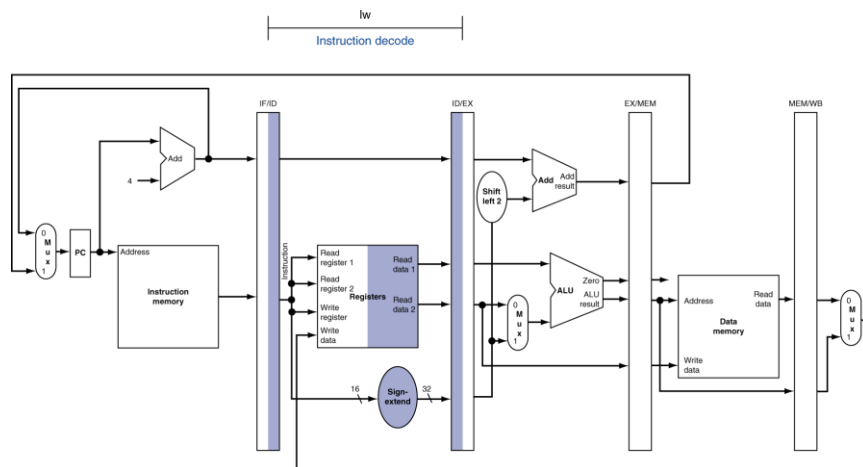 lw
Instruction decode
IF/ID
ID/EX
EX/MEM
MEM/WB
Add
4
Add
Add
result
Shift
left 2
0
M
u
x
1
PC
Address
Instruction
memory
Instruction
Read
register 1
Read
register 2
Write
register
Write
data
Registers
Read
data 1
Read
data 2
16
Sign-
extend
32
0
M
u
x
1
Zero
ALU
ALU
result
Address
Write
data
Data
memory
Read
data
0
M
u
x
1